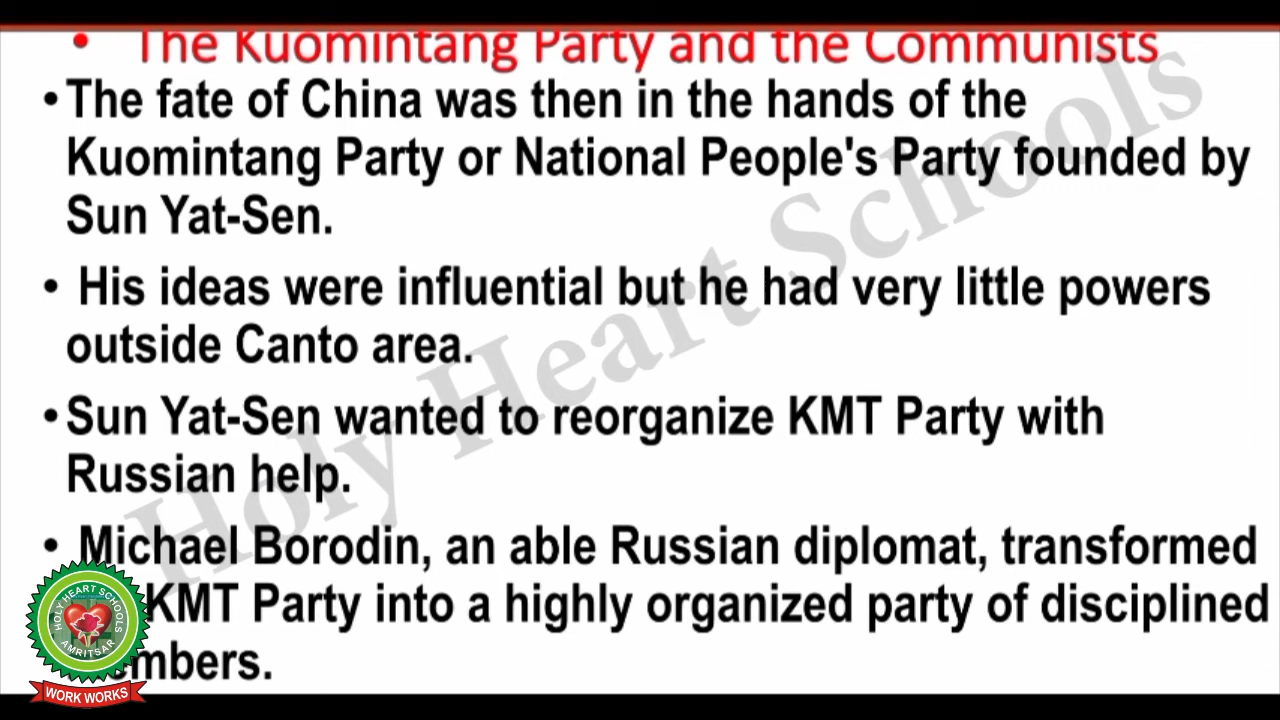 • The Kuomintang Party and the Communists
• The fate of China was then in the hands of the
Kuomintang Party or National People's Party founded by
Sun Yat-Sen.
• His ideas were influential but he had very little powers
outside Canto area.
• Sun Yat-Sen wanted to reorganize KMT Party with
Russian help.
• Michael Borodin, an able Russian diplomat, transformed
KMT Party into a highly organized party of disciplined
mbers.
Holy Heart Schools
HOLY HEART SCHOOLS
AMRITSAR
WORK WORKS